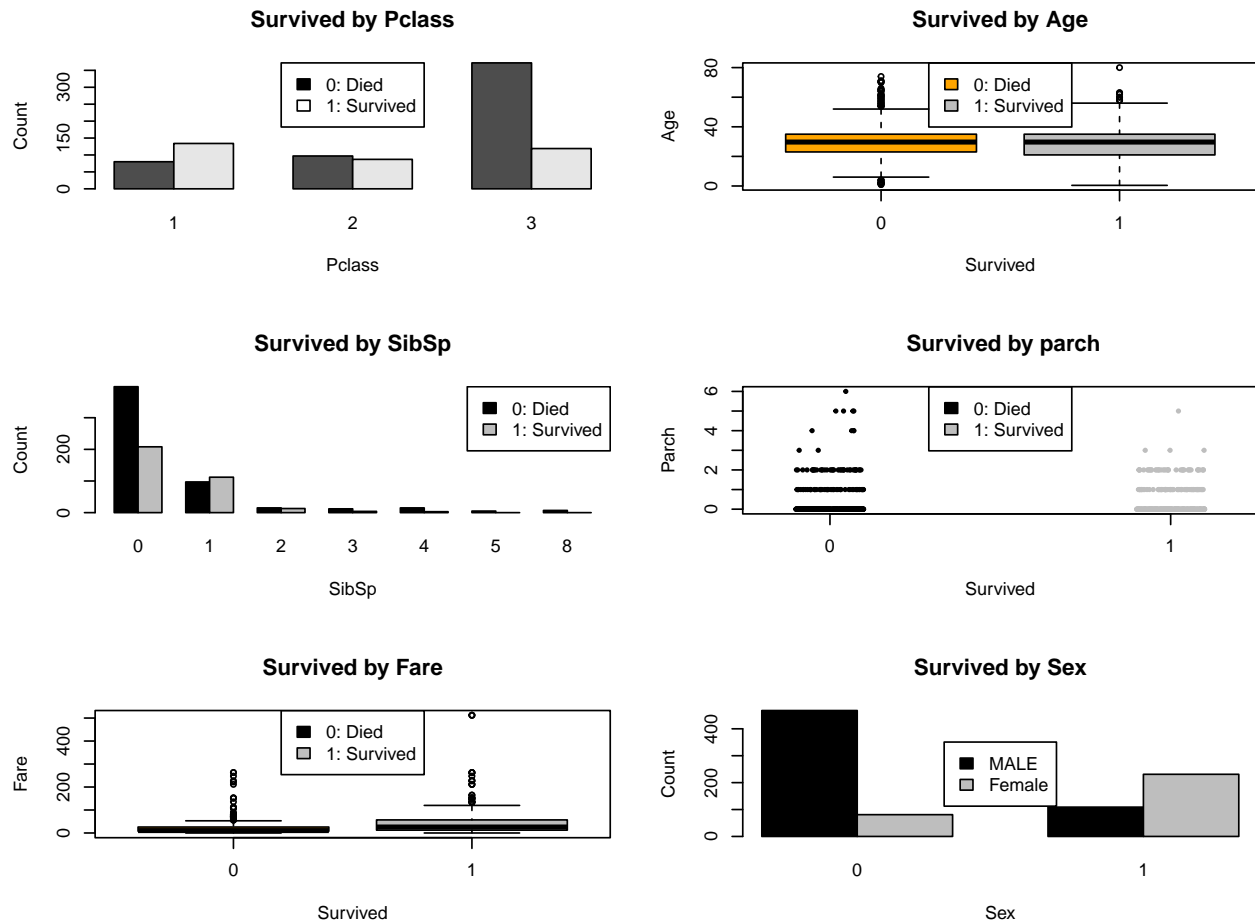 Survived by Pclass
Count
0
150
350
0: Died
1: Survived
1
2
3
Pclass
Survived by Age
Age
0
40
80
0: Died
1: Survived
0
1
Survived
Survived by SibSp
Count
0
200
0: Died
1: Survived
0
1
2
3
4
5
8
SibSp
Survived by parch
Parch
0
2
4
6
0: Died
1: Survived
0
1
Survived
Survived by Fare
Fare
0
200
400
0: Died
1: Survived
0
1
Survived
Survived by Sex
Count
0
200
400
MALE
Female
0
1
Sex